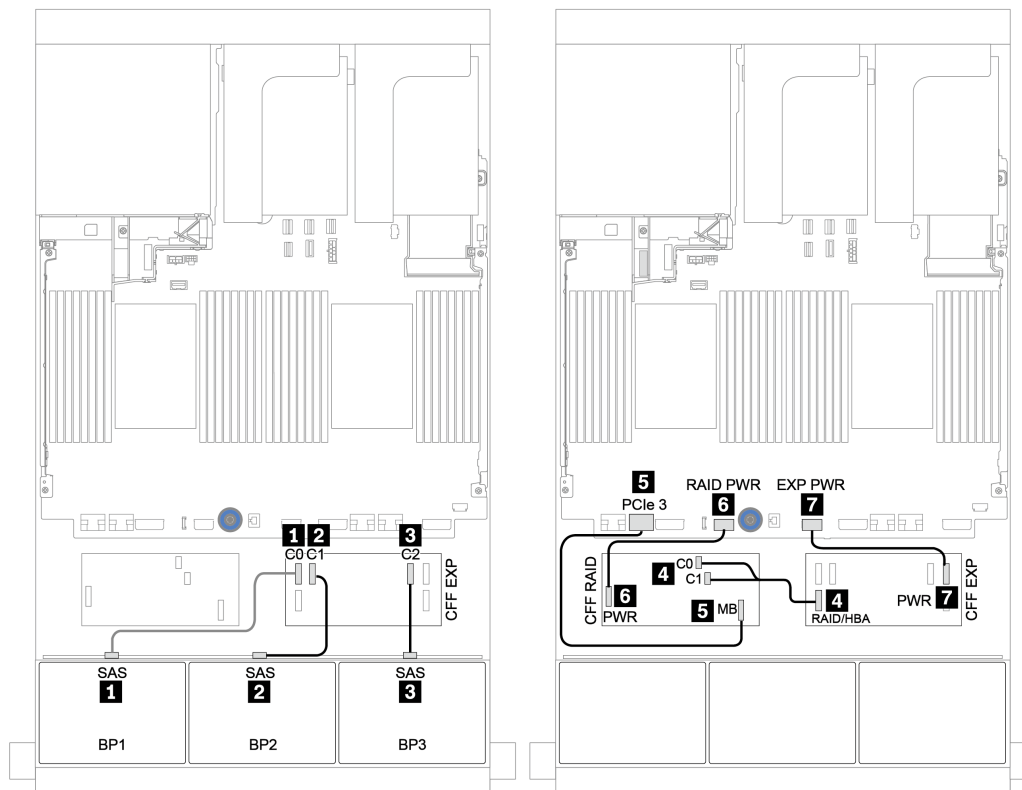 1 2 3
C0 C1 C2
CFF EXP
SAS SAS SAS
1 2 3
BP1 BP2 BP3
5 RAID PWR EXP PWR
PCIe 3 6 7
CFF RAID
4 C0
C1
6
PWR
5 MB
4
RAID/HBA
PWR 7
CFF EXP